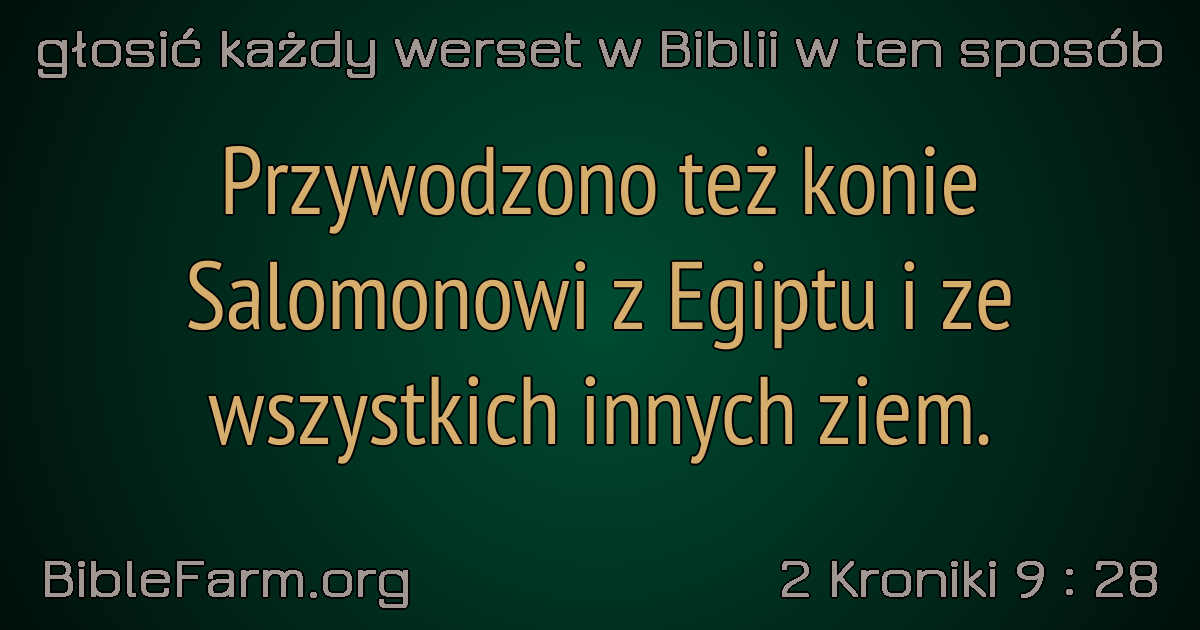 głosić każdy werset w Biblii w ten sposób
Przywodzono też konie
Salomonowi z Egiptu i ze
wszystkich innych ziem.
BibleFarm.org
2 Kroniki 9 : 28